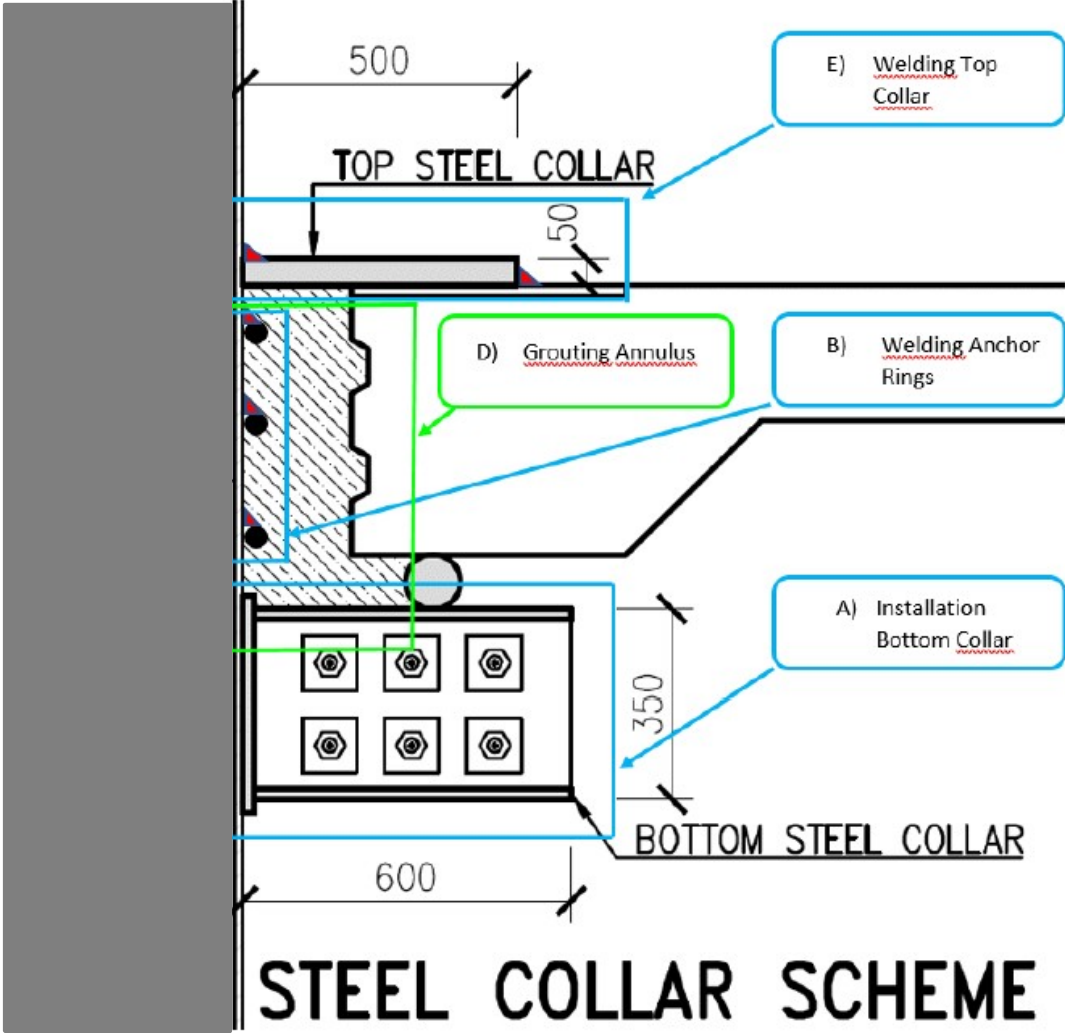 500
E) Welding Top
Collar
TOP STEEL COLLAR
50
D) Grouting Annulus
B) Welding Anchor
Rings
A) Installation
Bottom Collar
350
BOTTOM STEEL COLLAR
600
STEEL COLLAR SCHEME